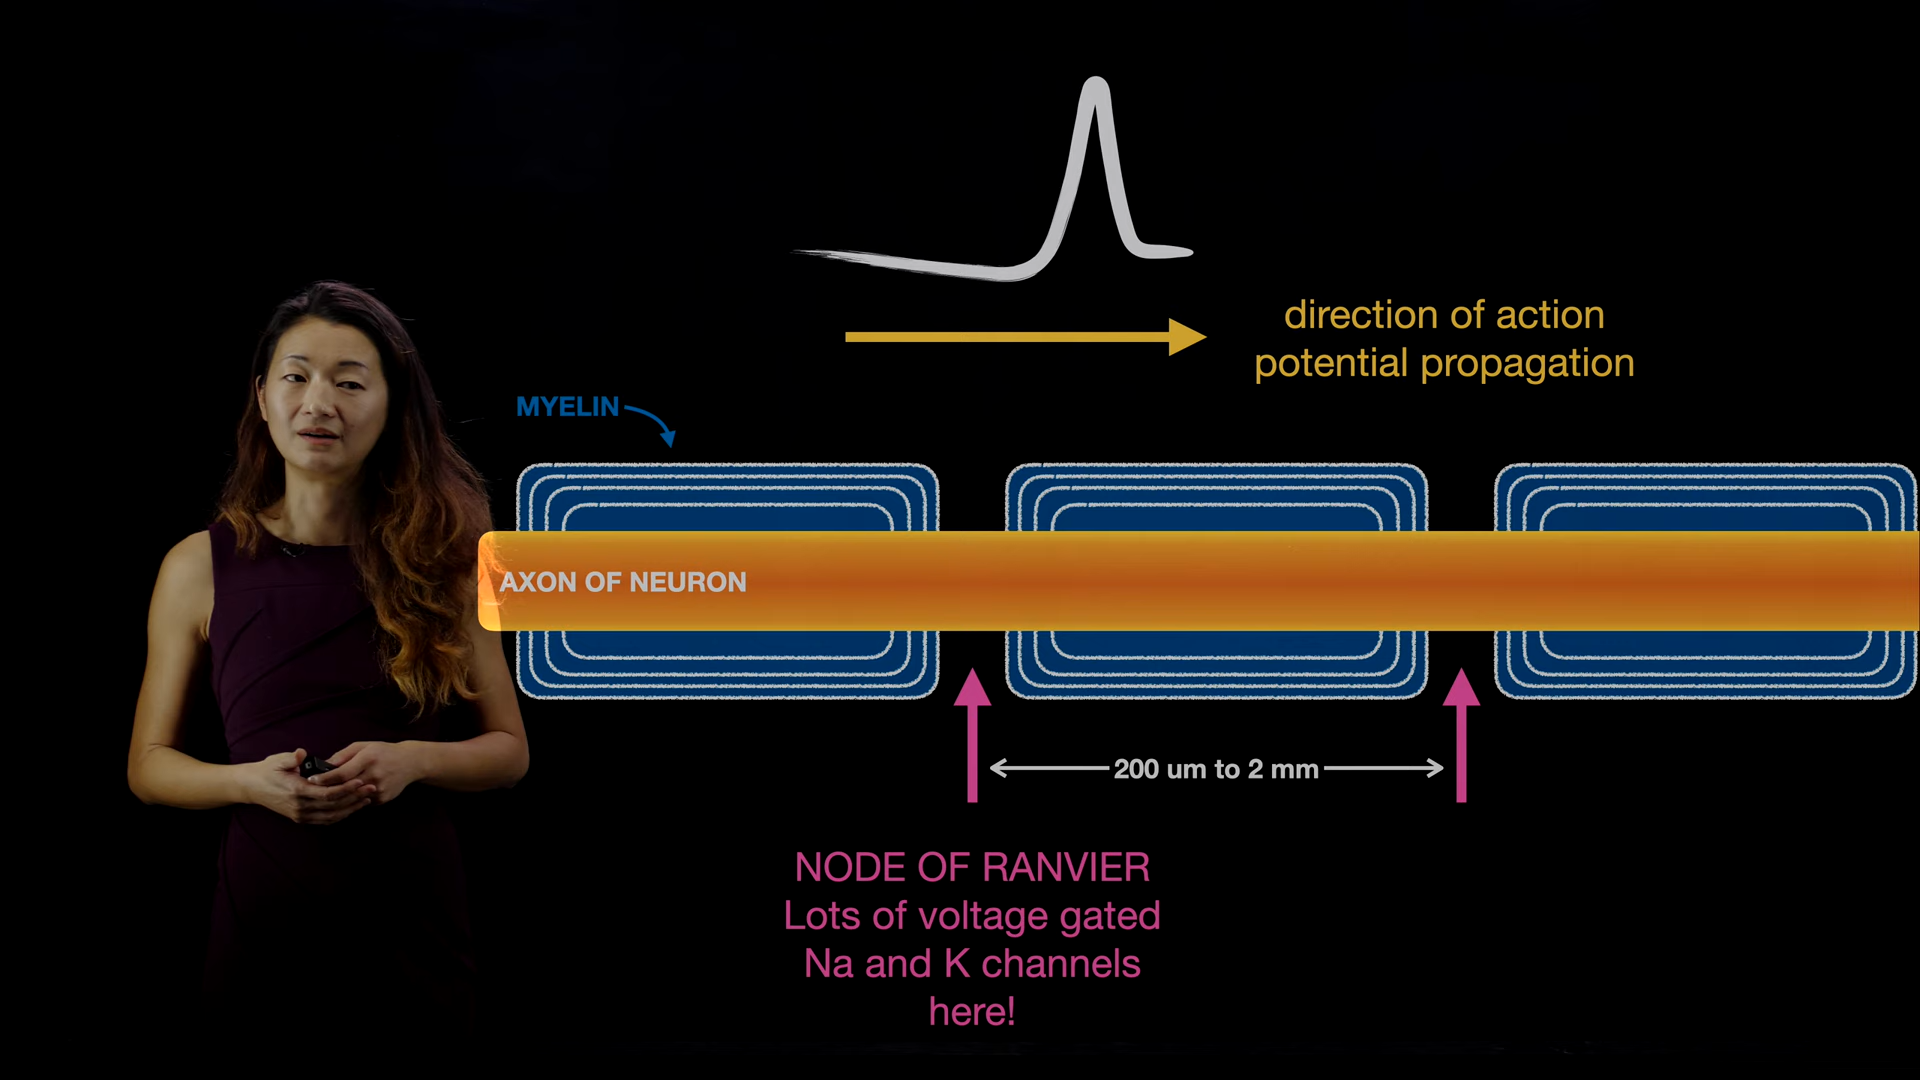 direction of action
potential propagation
MYELIN
AXON OF NEURON
200 um to 2 mm
NODE OF RANVIER
Lots of voltage gated
Na and K channels
here!